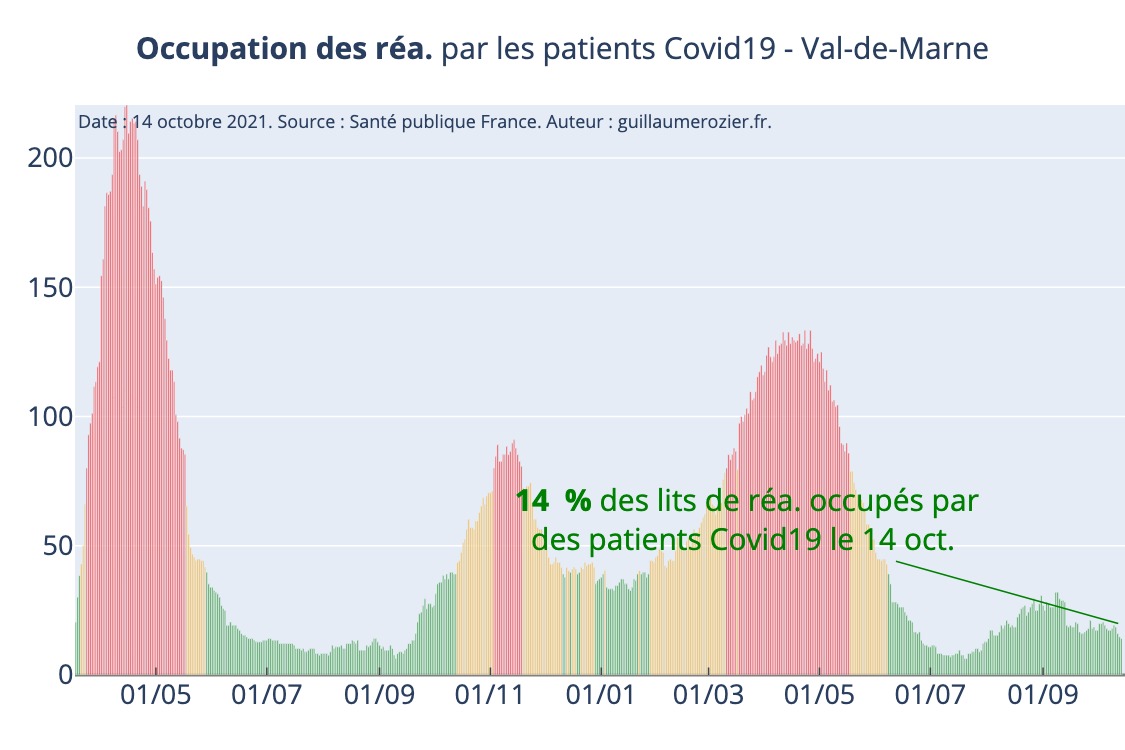 Occupation des réa. par les patients Covid19 - Val-de-Marne
Date : 14 octobre 2021. Source : Santé publique France. Auteur : guillaumerozier.fr.
200
150
100
50
0
14 % des lits de réa. occupés par
des patients Covid19 le 14 oct.
01/05 01/07 01/09 01/11 01/01 01/03 01/05 01/07 01/09